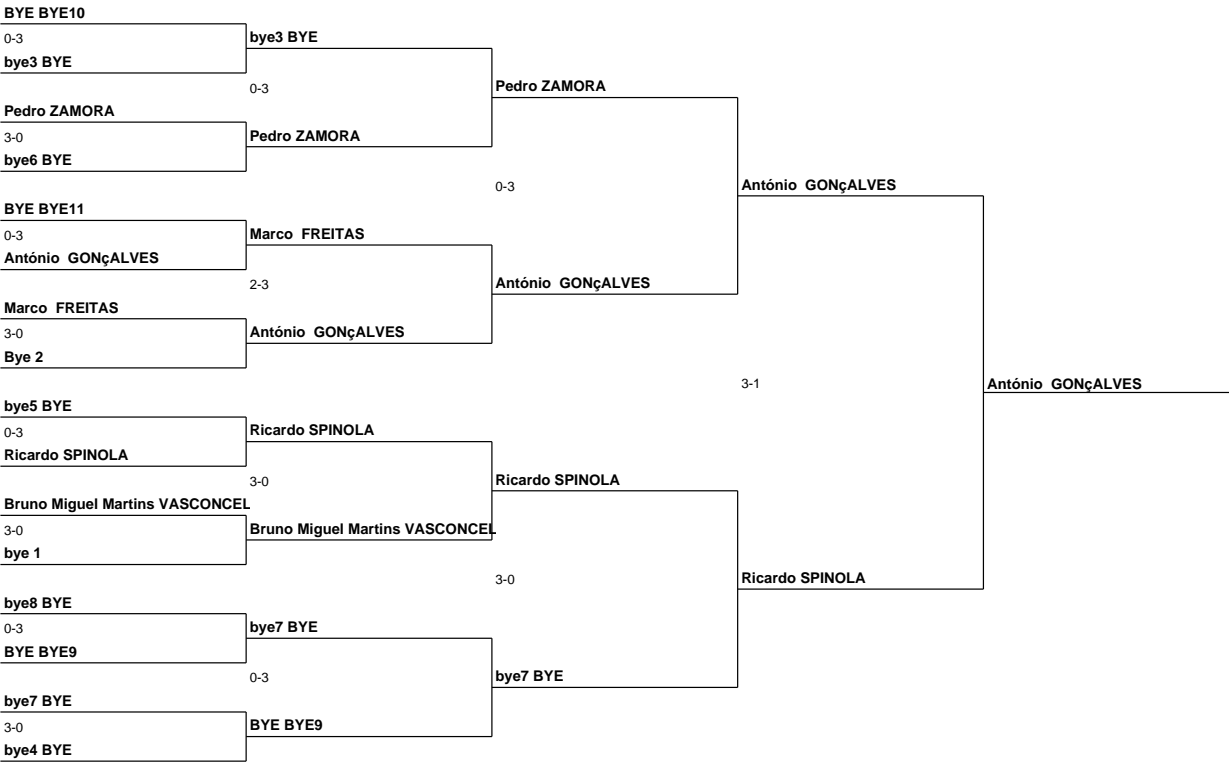 BYE BYE10
0-3
bye3 BYE
Pedro ZAMORA
3-0
bye6 BYE
BYE BYE11
0-3
António  GONçALVES
Marco  FREITAS
3-0
Bye 2
bye5 BYE
0-3
Ricardo SPINOLA
Bruno Miguel Martins VASCONCEL
3-0
bye 1
bye8 BYE
0-3
BYE BYE9
bye7 BYE
3-0
bye4 BYE
bye3 BYE
0-3
Pedro ZAMORA
Marco  FREITAS
2-3
António  GONçALVES
Ricardo SPINOLA
3-0
Bruno Miguel Martins VASCONCEL
bye7 BYE
0-3
BYE BYE9
Pedro ZAMORA
0-3
António  GONçALVES
Ricardo SPINOLA
3-0
bye7 BYE
António  GONçALVES
3-1
Ricardo SPINOLA
António  GONçALVES